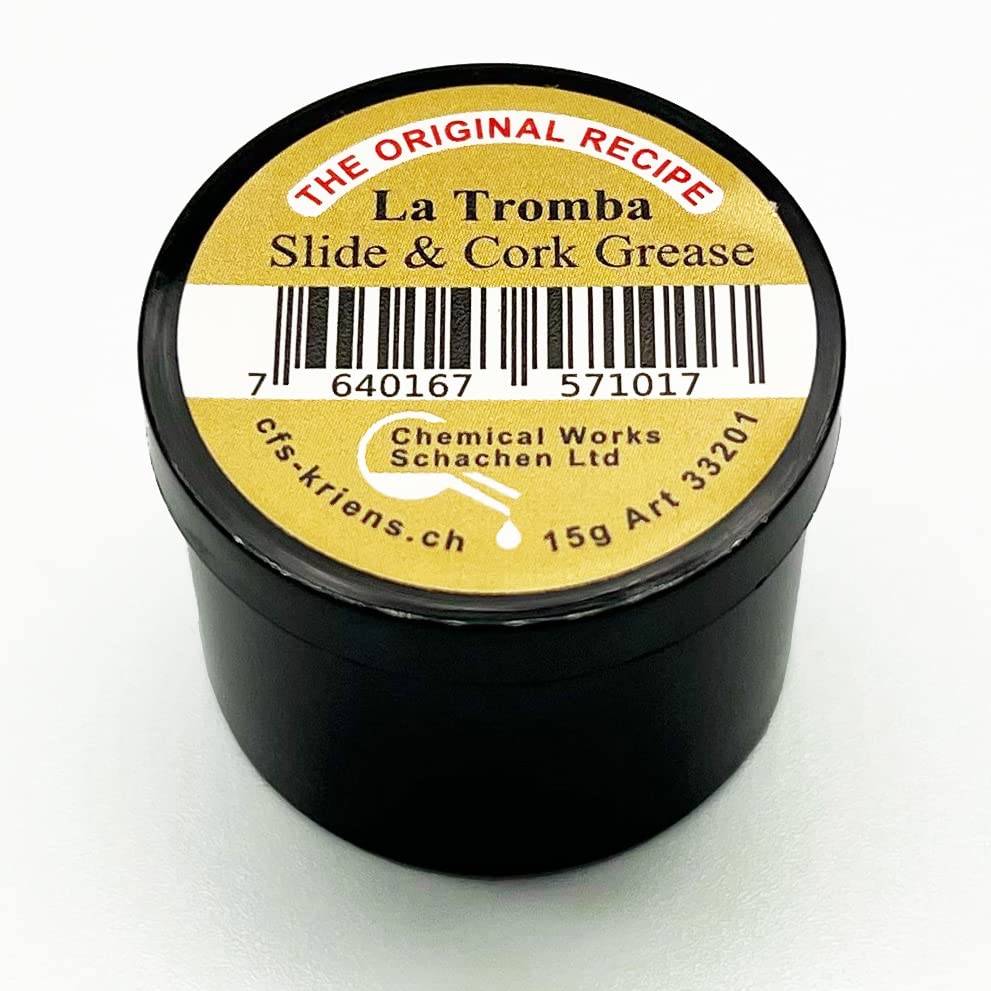 THE ORIGINAL RECIPE
La Tromba
Slide & Cork Grease
7 640167 571017
Chemical Works
Schachen Ltd
cfs-kriens.ch
15g Art 33201